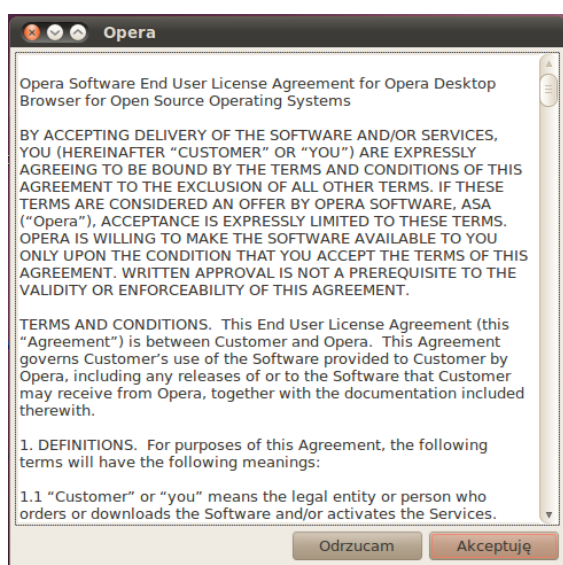 Opera
Opera Software End User License Agreement for Opera Desktop
Browser for Open Source Operating Systems
BY ACCEPTING DELIVERY OF THE SOFTWARE AND/OR SERVICES,
YOU (HEREINAFTER “CUSTOMER” OR “YOU”) ARE EXPRESSLY
AGREEING TO BE BOUND BY THE TERMS AND CONDITIONS OF THIS
AGREEMENT TO THE EXCLUSION OF ALL OTHER TERMS. IF THESE
TERMS ARE CONSIDERED AN OFFER BY OPERA SOFTWARE, ASA
(“Opera”), ACCEPTANCE IS EXPRESSLY LIMITED TO THESE TERMS.
OPERA IS WILLING TO MAKE THE SOFTWARE AVAILABLE TO YOU
ONLY UPON THE CONDITION THAT YOU ACCEPT THE TERMS OF THIS
AGREEMENT. WRITTEN APPROVAL IS NOT A PREREQUISITE TO THE
VALIDITY OR ENFORCEABILITY OF THIS AGREEMENT.
TERMS AND CONDITIONS.  This End User License Agreement (this
“Agreement”) is between Customer and Opera.  This Agreement
governs Customer’s use of the Software provided to Customer by
Opera, including any releases of or to the Software that Customer
may receive from Opera, together with the documentation included
therewith.
1. DEFINITIONS.  For purposes of this Agreement, the following
terms will have the following meanings:
1.1 “Customer” or “you” means the legal entity or person who
orders or downloads the Software and/or activates the Services.
Odrzucam
Akceptuję